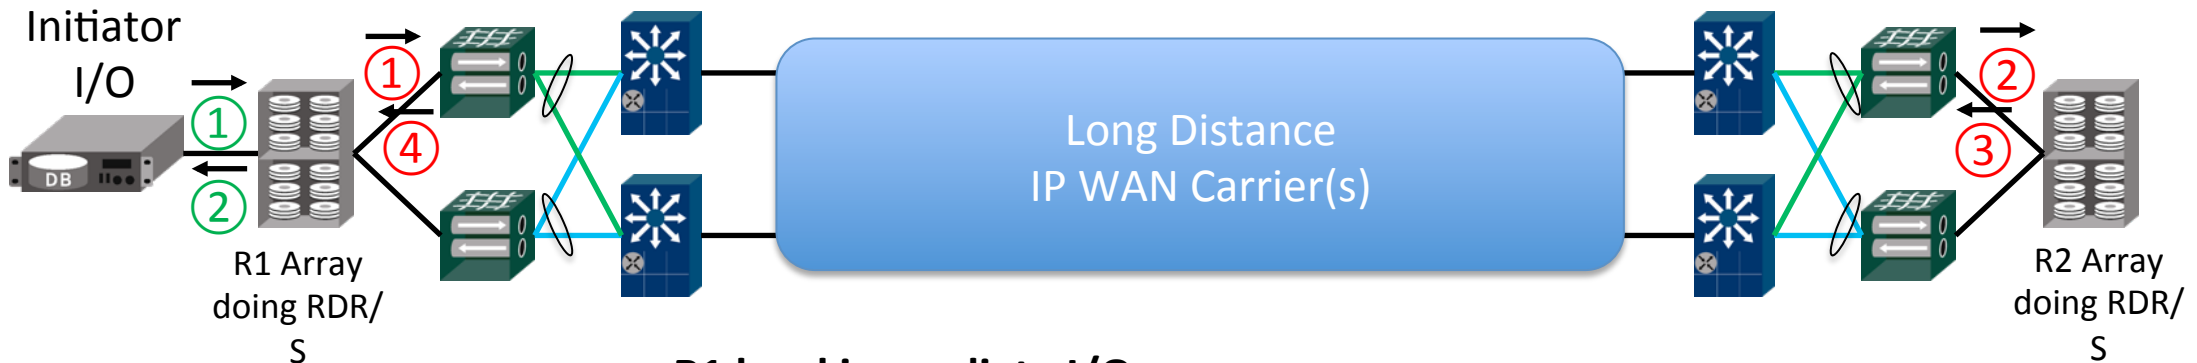 Initiator
I/O
1
2
DB
R1 Array
doing RDR/
S
1
4
Long Distance
IP WAN Carrier(s)
2
3
R2 Array
doing RDR/
S